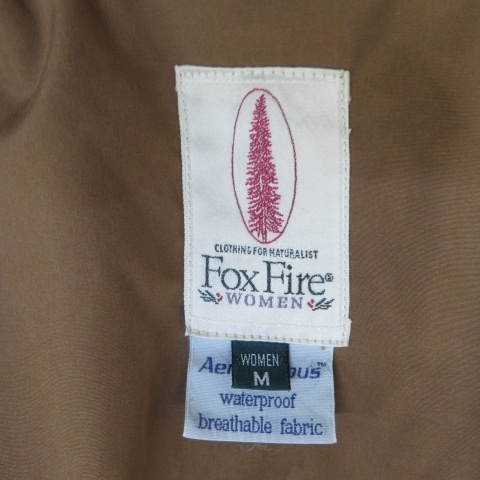 CLOTHING FOR NATURALIST
Fox Fire®
WOMEN
WOMEN
M
waterproof
breathable fabric